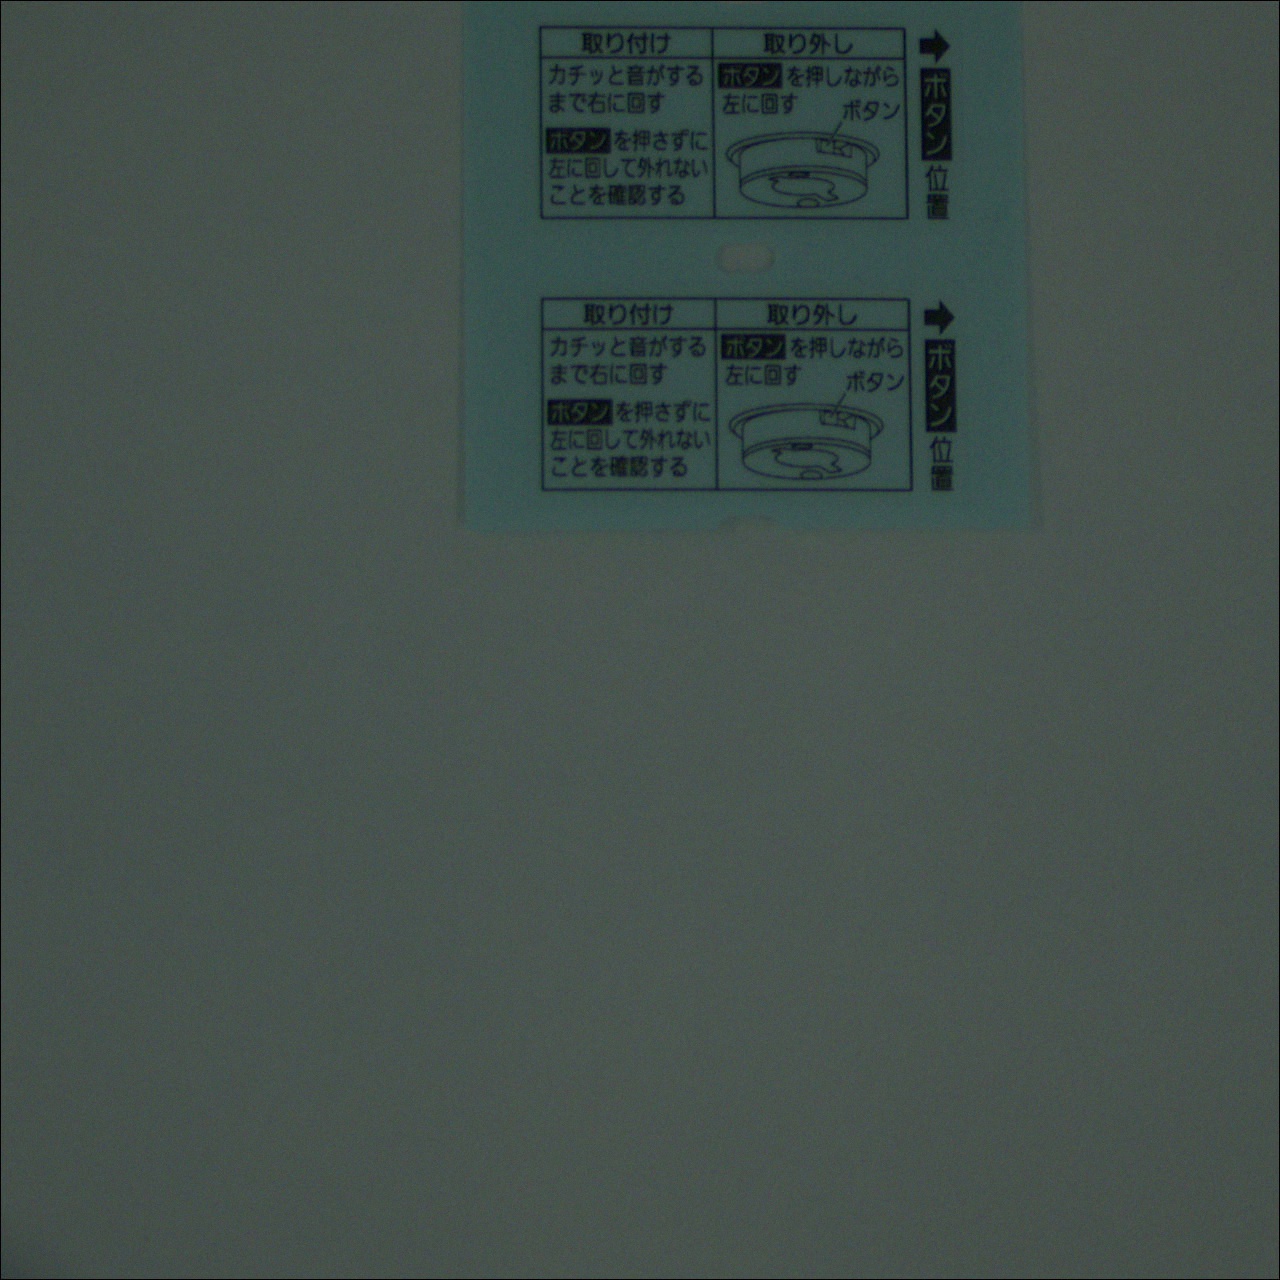 取り付け
カチッと音がする
まで右に回す
ボタンを押さずに
左に回して外れない
ことを確認する
取り外し
ボタンを押しながら
左に回す
ボタン
➡ボタン位置
取り付け
カチッと音がする
まで右に回す
ボタンを押さずに
左に回して外れない
ことを確認する
取り外し
ボタンを押しながら
左に回す
ボタン
➡ボタン位置